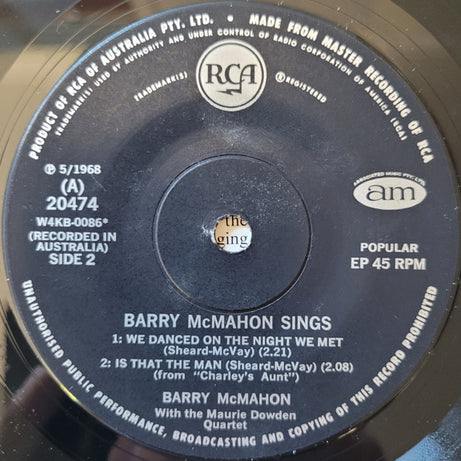 PRODUCT OF RCA OF AUSTRALIA PTY. LTD. • MADE FROM MASTER RECORDING OF RCA
TRADEMARK(S) USED BY AUTHORITY AND UNDER CONTROL OF RADIO CORPORATION OF AMERICA (RCA)
RCA
TRADEMARK(S) ® REGISTERED
℗ 5/1968
(A)
20474
W4KB-0086*
(RECORDED IN
AUSTRALIA)
SIDE 2
ASSOCIATED MUSIC PTY. LTD.
am
POPULAR
EP 45 RPM
the
ging
BARRY McMAHON SINGS
1: WE DANCED ON THE NIGHT WE MET
(Sheard-McVay) (2.21)
2: IS THAT THE MAN (Sheard-McVay) (2.08)
(from "Charley's Aunt")
BARRY McMAHON
With the Maurie Dowden
Quartet
UNAUTHORISED PUBLIC PERFORMANCE, BROADCASTING AND COPYING OF THIS RECORD PROHIBITED